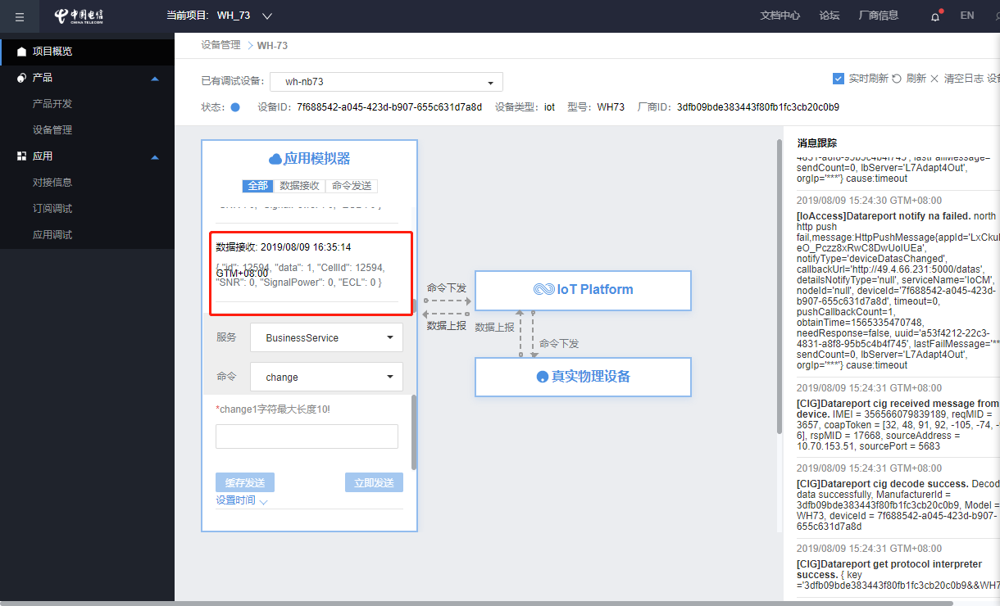 中国电信
CHINA TELECOM
当前项目: WH_73
文档中心
论坛
厂商信息
EN
项目概览
产品
产品开发
设备管理
应用
对接信息
订阅调试
应用调试
设备管理 > WH-73
已有调试设备: wh-nb73
实时刷新 刷新 清空日志 设备
状态: 设备ID: 7f688542-a045-423d-b907-655c631d7a8d 设备类型: iot 型号: WH73 厂商ID: 3dfb09bde383443f80fb1fc3cb20c0b9
应用模拟器
全部 数据接收 命令发送
"SNR": 0, "SignalPower": 0, "ECL": 0 }
数据接收: 2019/08/09 16:35:14
GTM+08:00
{ "id": 12594, "data": 1, "CellId": 12594,
"SNR": 0, "SignalPower": 0, "ECL": 0 }
服务 BusinessService
命令 change
*change1字符最大长度10!
缓存发送 立即发送
设置时间
命令下发
数据上报
IoT Platform
数据上报
命令下发
真实物理设备
消息跟踪
4831-a8f8-95b5c4b4f745', lastFailMessage=
sendCount=0, lbServer='L7Adapt4Out',
orgIp='***'} cause:timeout
2019/08/09 15:24:30 GTM+08:00
[IoAccess]Datareport notify na failed. north
http push
fail,message:HttpPushMessage{appId='LxCkul
eO_Pczz8xRwC8DwUoIUEa',
notifyType='deviceDatasChanged',
callbackUrl='http://49.4.66.231:5000/datas',
detailsNotifyType='null', serviceName='IoCM',
nodeId='null', deviceId='7f688542-a045-423d-
b907-655c631d7a8d', timeout=0,
pushCallbackCount=1,
obtainTime=1565335470748,
needResponse=false, uuid='a53f4212-22c3-
4831-a8f8-95b5c4b4f745', lastFailMessage='**
sendCount=0, lbServer='L7Adapt4Out',
orgIp='***'} cause:timeout
2019/08/09 15:24:31 GTM+08:00
[CIG]Datareport cig received message from
device. IMEI = 356566079839189, reqMID =
3657, coapToken = [32, 48, 91, 92, -105, -74, -
6], rspMID = 17668, sourceAddress =
10.70.153.51, sourcePort = 5683
2019/08/09 15:24:31 GTM+08:00
[CIG]Datareport cig decode success. Decod
data successfully, ManufacturerId =
3dfb09bde383443f80fb1fc3cb20c0b9, Model =
WH73, deviceId = 7f688542-a045-423d-b907-
655c631d7a8d
2019/08/09 15:24:31 GTM+08:00
[CIG]Datareport get protocol interpreter
success. { key
='3dfb09bde383443f80fb1fc3cb20c0b9&&WH7